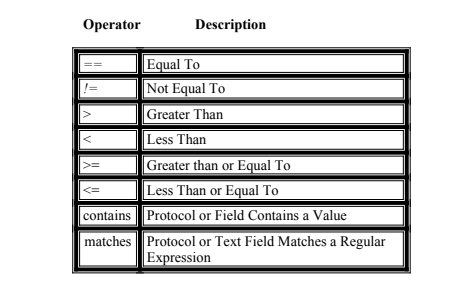 Operator Description
== Equal To
!= Not Equal To
> Greater Than
< Less Than
>= Greater than or Equal To
<= Less Than or Equal To
contains Protocol or Field Contains a Value
matches Protocol or Text Field Matches a Regular
Expression